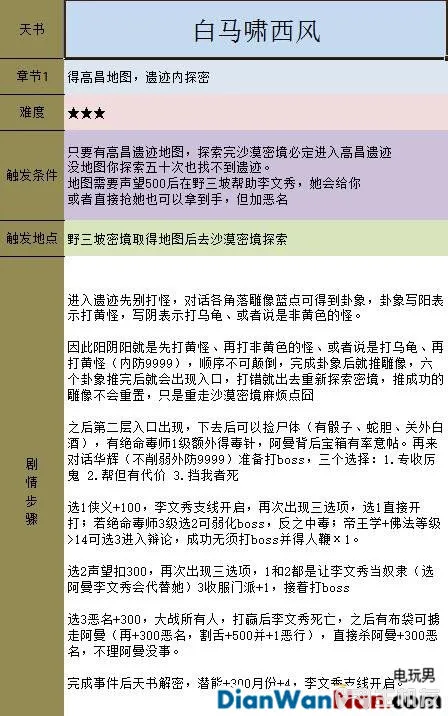 天书
白马啸西风
章节1
得高昌地图，遗迹内探密
难度
★★★
触发条件
只要有高昌遗迹地图，探索完沙漠密境必定进入高昌遗迹
没地图你探索五十次也找不到遗迹。
地图需要声望500后在野三坡帮助李文秀，她会给你
或者直接抢她也可以拿到手，但加恶名
触发地点
野三坡密境取得地图后去沙漠密境探索
剧情步骤
进入遗迹先别打怪，对话各角落雕像蓝点可得到卦象，卦象写阳表
示打黄怪，写阴表示打乌龟、或者说是非黄色的怪。
因此阳阴阳就是先打黄怪、再打非黄色的怪、或者说打乌龟、再
打黄怪（内防9999），顺序不可颠倒，完成卦象后就推雕像，六
个卦象推完后就会出现入口，打错就出去重新探索密境，推成功的
雕像不会重置，只是重走沙漠密境麻烦点囧
之后第二层入口出现，下去后可以捡尸体（有骰子、蛇胆、关外白
酒），有绝命毒师1级额外得毒针，阿曼背后宝箱有率意帖。再来
对话华辉（不削弱外防9999）准备打boss，三个选择：1.专收厉
鬼 2.帮但有代价 3.挡我者死
选1侠义+100，李文秀支线开启，再次出现三选项，选1直接开
打；若绝命毒师3级选2可弱化boss，反之中毒；帝王学+佛法等级
>14可选3进入辩论，成功无须打boss并得人鞭ｘ1。
选2声望扣300，再次出现三选项，1和2都是让李文秀当奴隶（选
阿曼李文秀会代替她）3收服门派+1，接着打boss
选3恶名+300，大战所有人，打赢后李文秀死亡，之后有布袋可掳
走阿曼（再+300恶名，割舌+500并+1恶行），直接杀阿曼+300恶
名，不理阿曼没事。
完成事件后天书解密，潜能+300月份+4，李文秀支线开启。
电玩男
DianWanNan.com